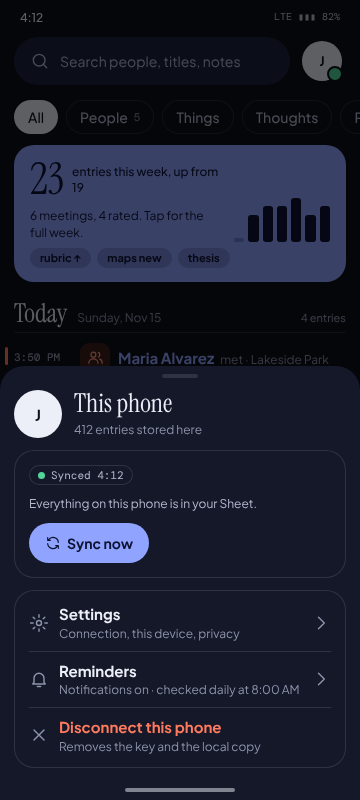 4:12
LTE 82%
Search people, titles, notes
J
All
People 5
Things
Thoughts
23 entries this week, up from
19
6 meetings, 4 rated. Tap for the
full week.
rubric ↑
maps new
thesis
Today Sunday, Nov 15
4 entries
3:50 PM
Maria Alvarez met · Lakeside Park
J
This phone
412 entries stored here
Synced 4:12
Everything on this phone is in your Sheet.
Sync now
Settings
Connection, this device, privacy
Reminders
Notifications on · checked daily at 8:00 AM
Disconnect this phone
Removes the key and the local copy